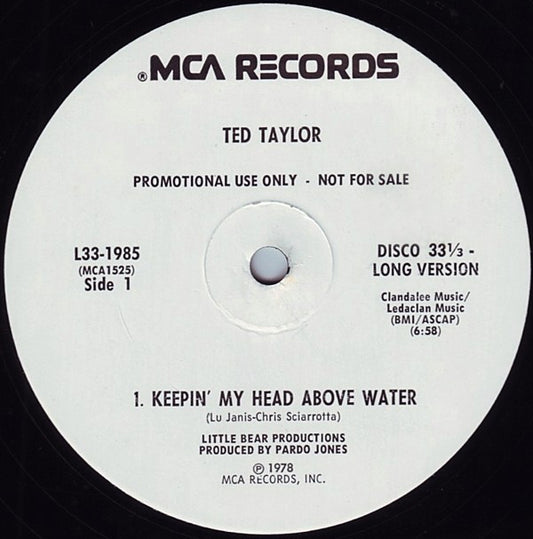 ®MCA RECORDS
TED TAYLOR
PROMOTIONAL USE ONLY - NOT FOR SALE
L33-1985
(MCA1525)
Side 1
DISCO 33⅓ -
LONG VERSION
Clandalee Music/
Ledaclan Music
(BMI/ASCAP)
(6:58)
1. KEEPIN' MY HEAD ABOVE WATER
(Lu Janis-Chris Sciarrotta)
LITTLE BEAR PRODUCTIONS
PRODUCED BY PARDO JONES
℗ 1978
MCA RECORDS, INC.